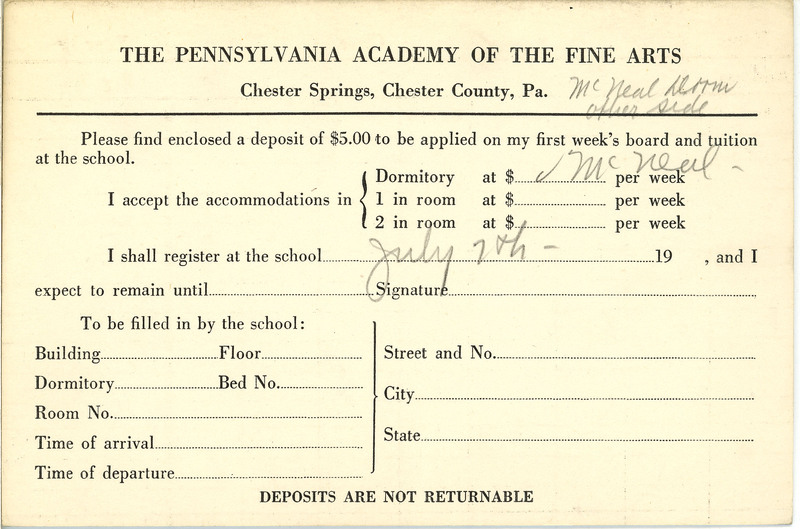 THE PENNSYLVANIA ACADEMY OF THE FINE ARTS
Chester Springs, Chester County, Pa. McNeal Room
other side
Please find enclosed a deposit of $5.00 to be applied on my first week's board and tuition
at the school.
Dormitory at $ ✓ McNeal - per week
I accept the accommodations in 1 in room at $ per week
2 in room at $ per week
I shall register at the school July 7th - 19 , and I
expect to remain until Signature
To be filled in by the school:
Building Floor Street and No.
Dormitory Bed No.
City
Room No.
State
Time of arrival
Time of departure
DEPOSITS ARE NOT RETURNABLE